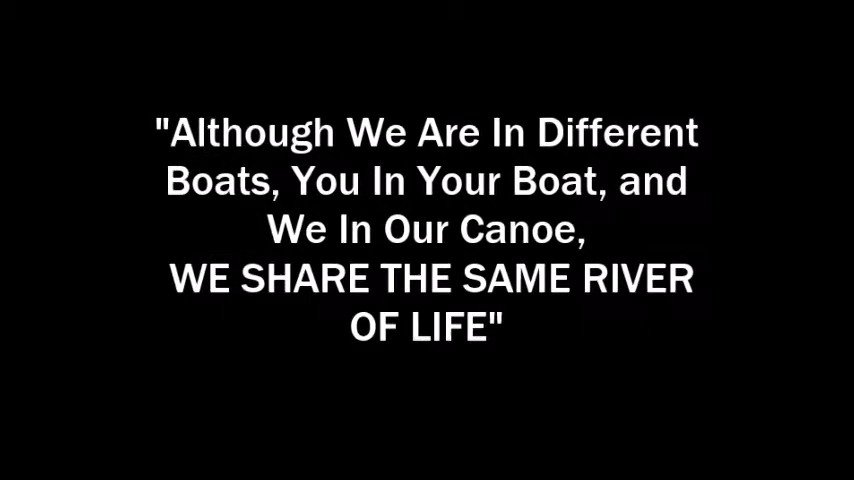 "Although We Are In Different
Boats, You In Your Boat, and
We In Our Canoe,
WE SHARE THE SAME RIVER
OF LIFE"